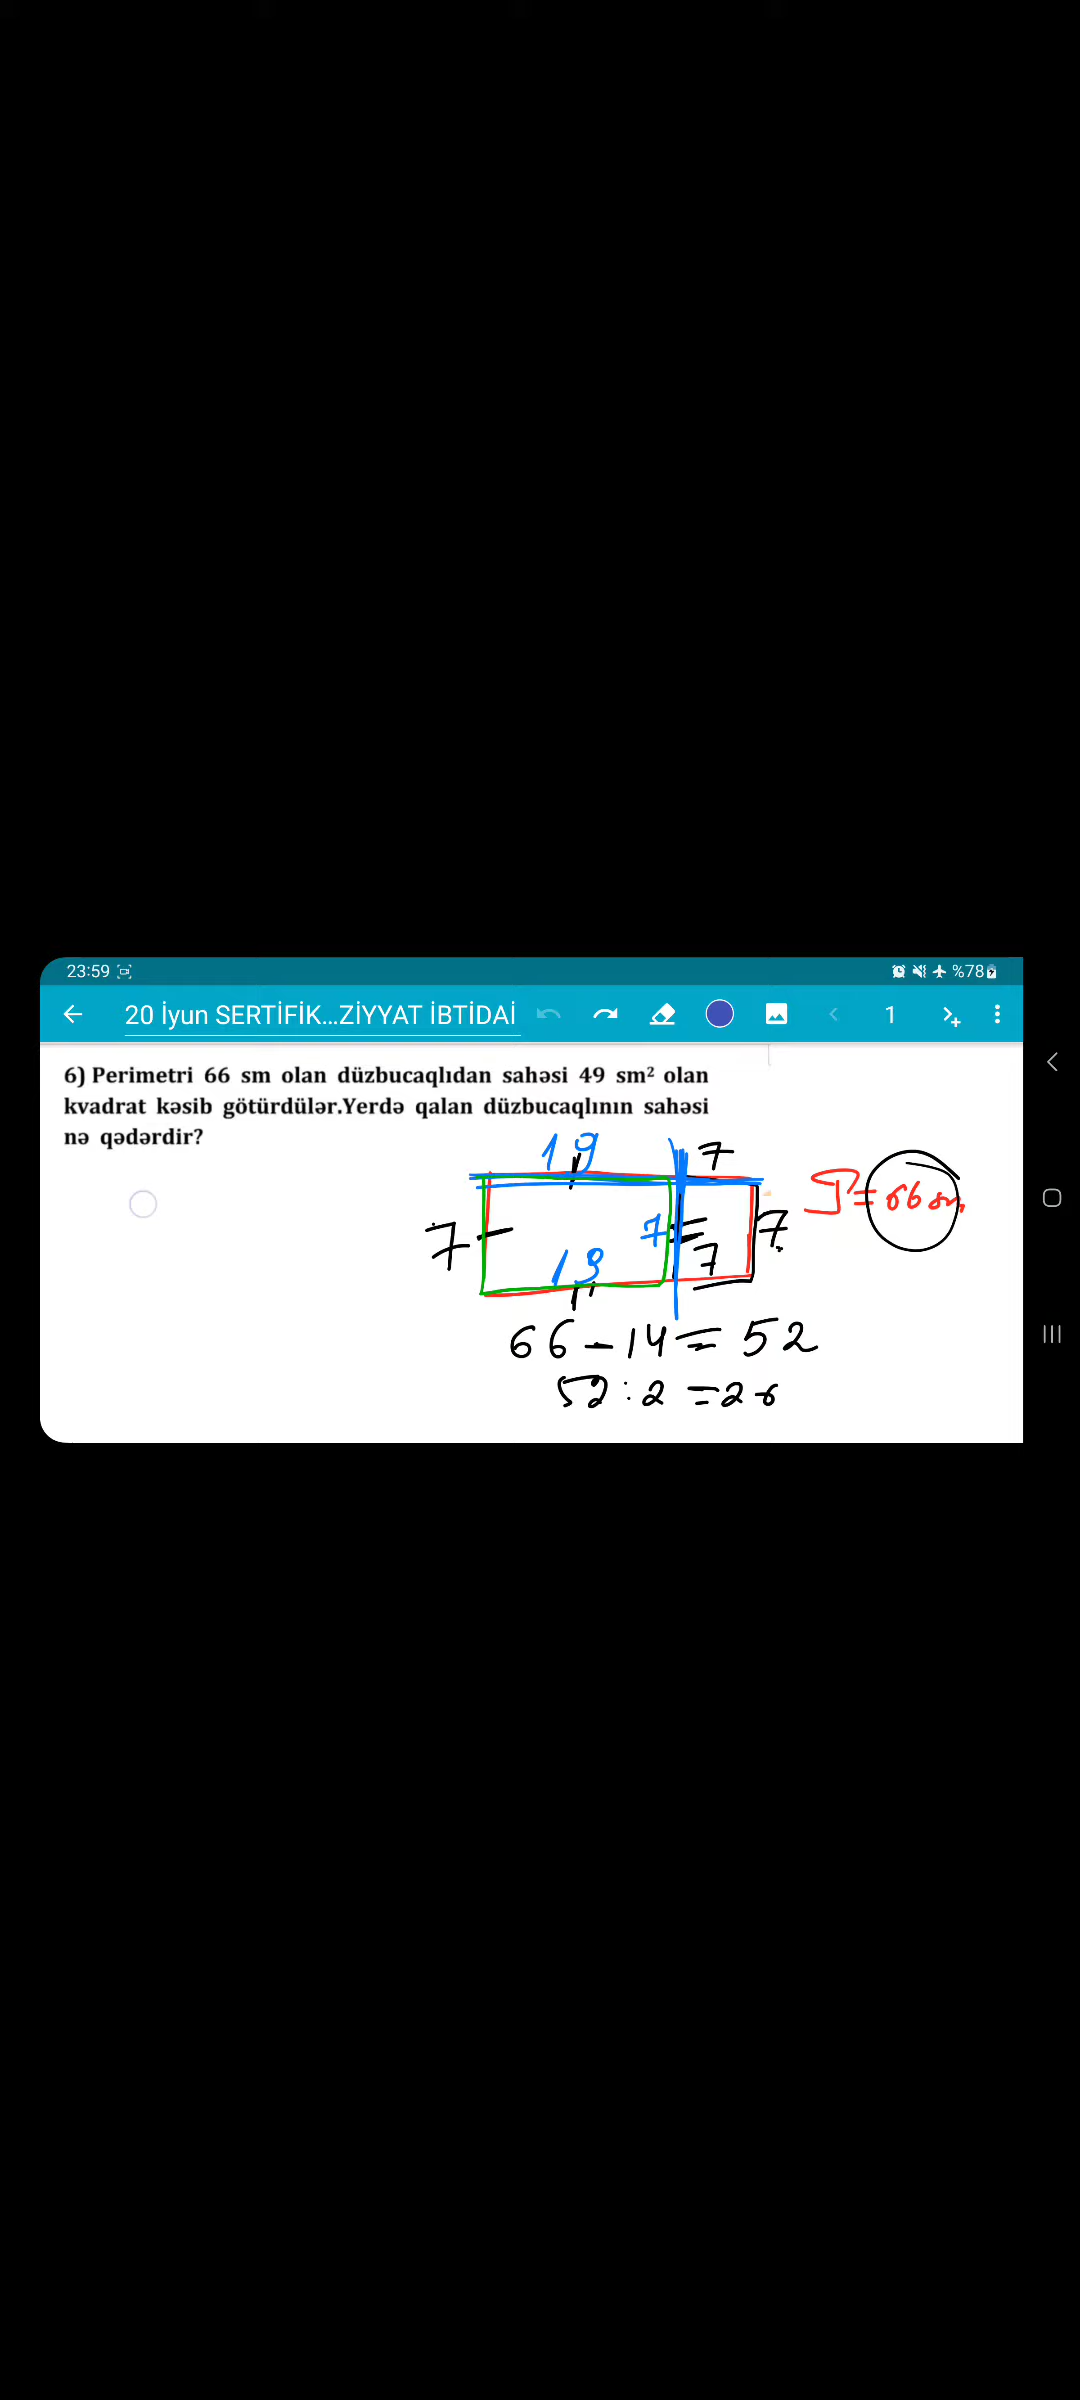 23:59 %78
20 İyun SERTİFİK...ZİYYAT İBTİDAİ 1
6) Perimetri 66 sm olan düzbucaqlıdan sahəsi 49 sm² olan
kvadrat kəsib götürdülər.Yerdə qalan düzbucaqlının sahəsi
nə qədərdir?
19 7
P = 66 sm
7 7 7
19 7
66 - 14 = 52
52 : 2 = 26